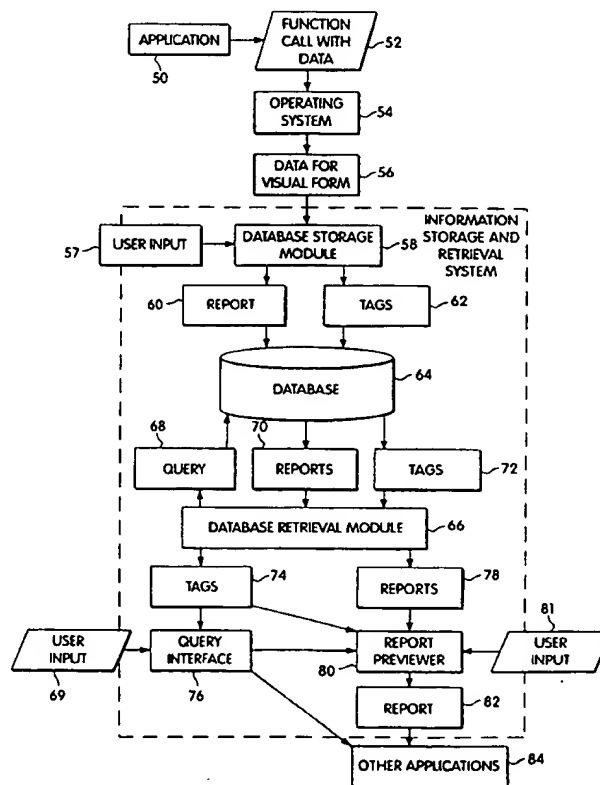 APPLICATION
50
FUNCTION
CALL WITH
DATA
52
OPERATING
SYSTEM
54
DATA FOR
VISUAL FORM
56
INFORMATION
STORAGE AND
RETRIEVAL
SYSTEM
57
USER INPUT
DATABASE STORAGE
MODULE
58
60
REPORT
TAGS
62
DATABASE
64
68
QUERY
70
REPORTS
TAGS
72
DATABASE RETRIEVAL MODULE
66
TAGS
74
REPORTS
78
81
USER
INPUT
69
QUERY
INTERFACE
76
REPORT
PREVIEWER
80
USER
INPUT
REPORT
82
OTHER APPLICATIONS
84